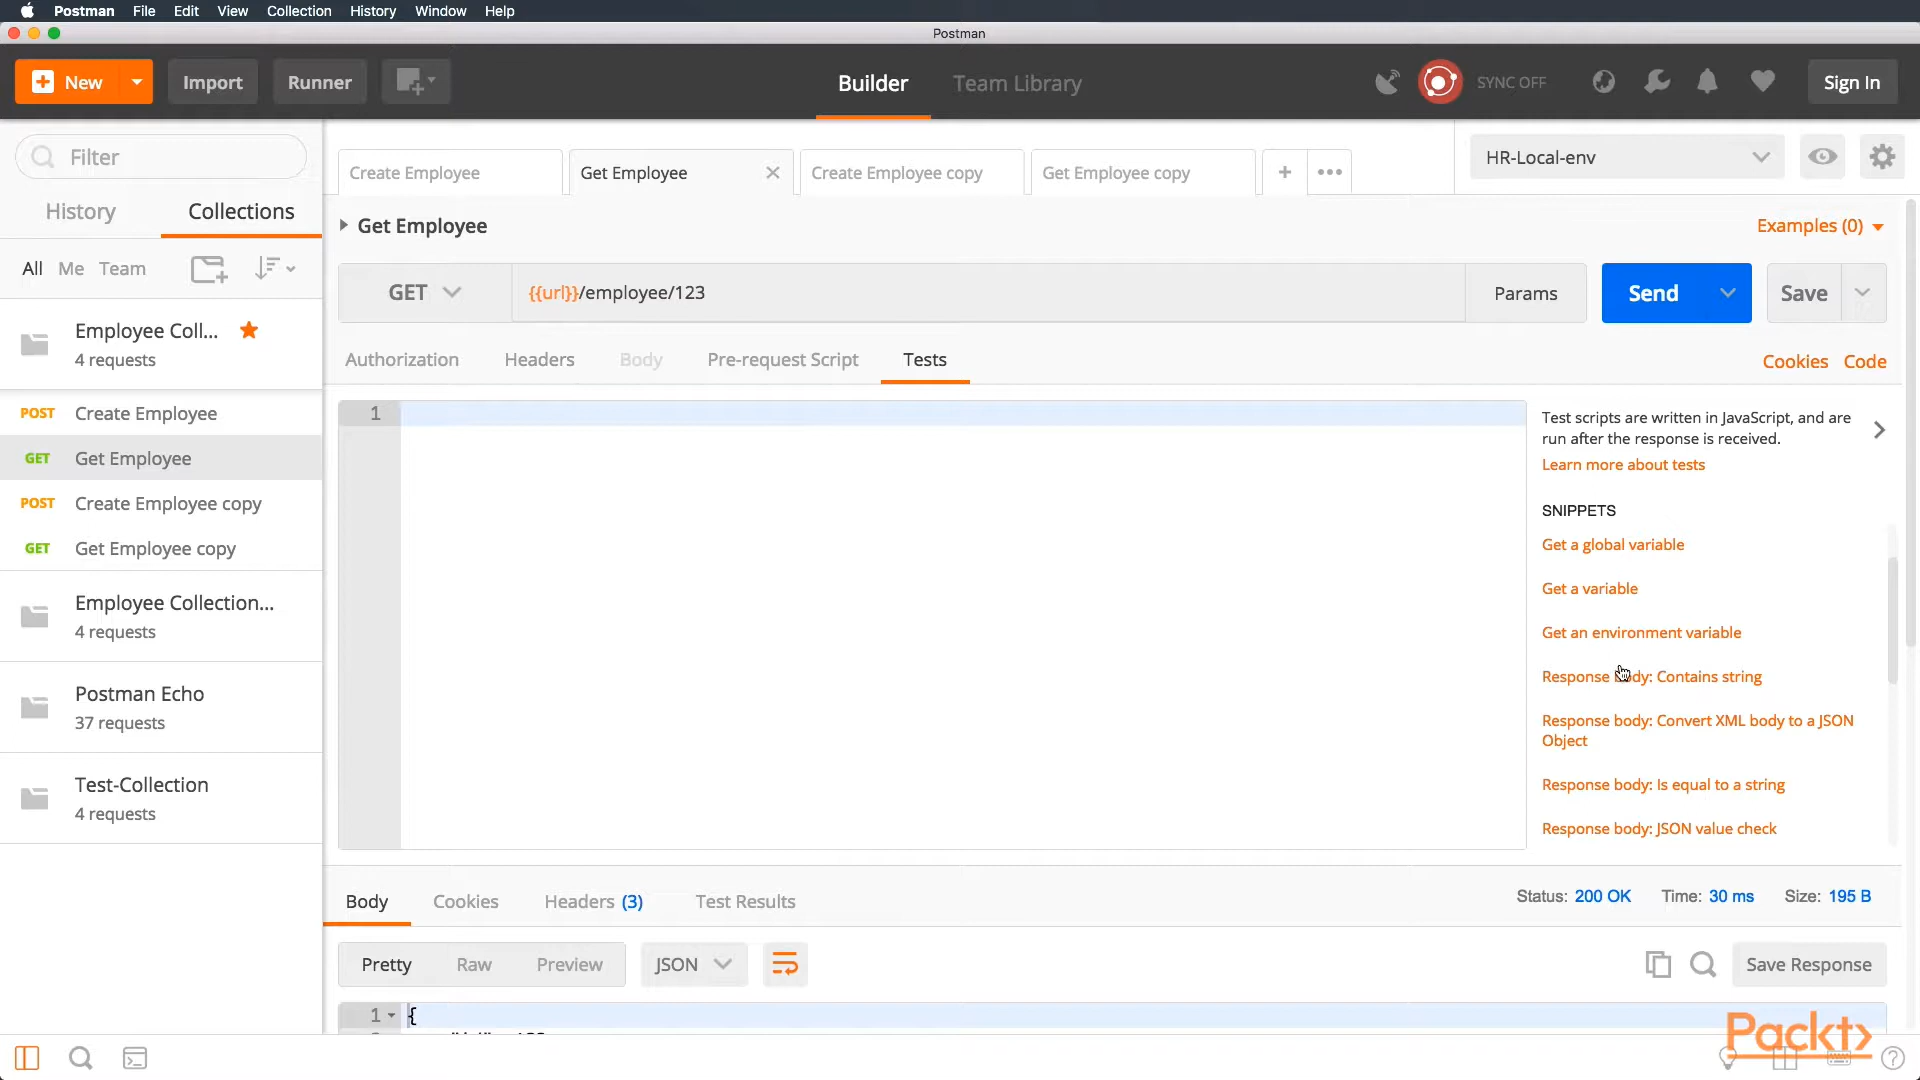 Postman File Edit View Collection History Window Help
Postman
New Import Runner Builder Team Library SYNC OFF Sign In
Filter
Create Employee Get Employee Create Employee copy Get Employee copy
HR-Local-env
History Collections
Get Employee
Examples (0)
All Me Team
GET {{url}}/employee/123 Params Send Save
Employee Coll...
4 requests
Authorization Headers Body Pre-request Script Tests Cookies Code
POST Create Employee
GET Get Employee
POST Create Employee copy
GET Get Employee copy
Employee Collection...
4 requests
Postman Echo
37 requests
Test-Collection
4 requests
1
Test scripts are written in JavaScript, and are
run after the response is received.
Learn more about tests
SNIPPETS
Get a global variable
Get a variable
Get an environment variable
Response body: Contains string
Response body: Convert XML body to a JSON
Object
Response body: Is equal to a string
Response body: JSON value check
Body Cookies Headers (3) Test Results Status: 200 OK Time: 30 ms Size: 195 B
Pretty Raw Preview JSON Save Response
1 {
Packt>